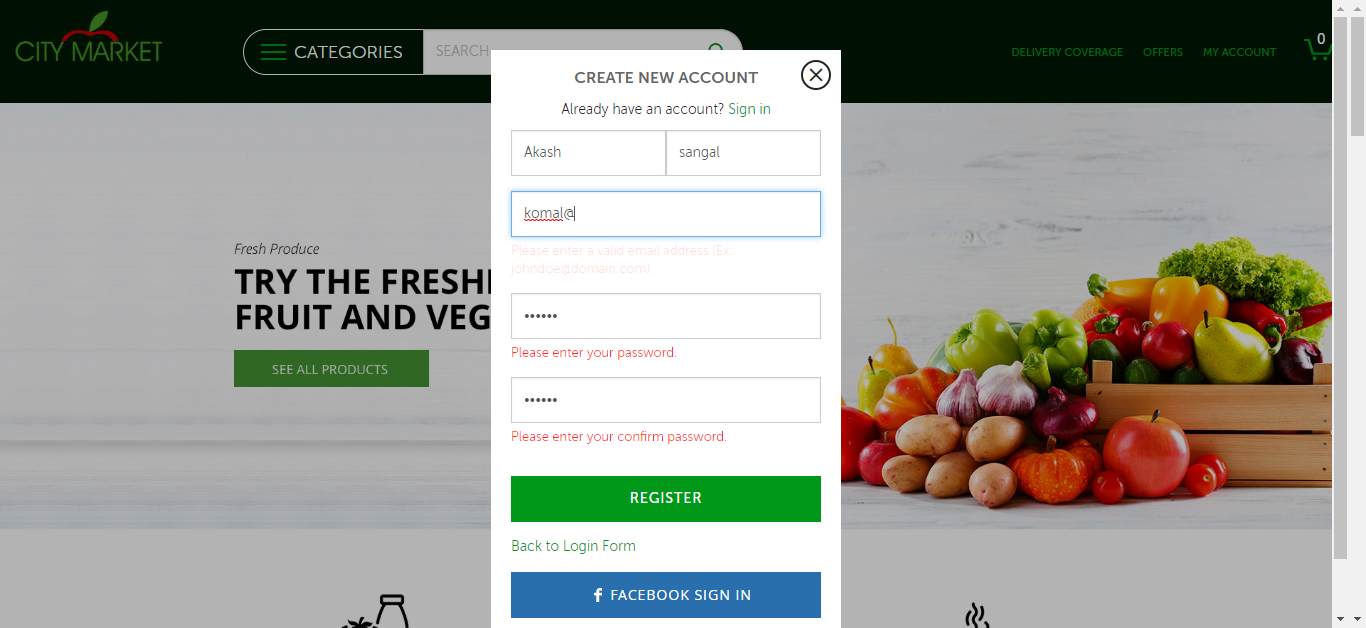 CITY MARKET
CATEGORIES
SEARCH
DELIVERY COVERAGE
OFFERS
MY ACCOUNT
0
CREATE NEW ACCOUNT
Already have an account? Sign in
Akash
sangal
komal@
Please enter a valid email address (Ex:
johndoe@domain.com).
••••••
Please enter your password.
••••••
Please enter your confirm password.
REGISTER
Back to Login Form
FACEBOOK SIGN IN
Fresh Produce
TRY THE FRESH
FRUIT AND VEG
SEE ALL PRODUCTS